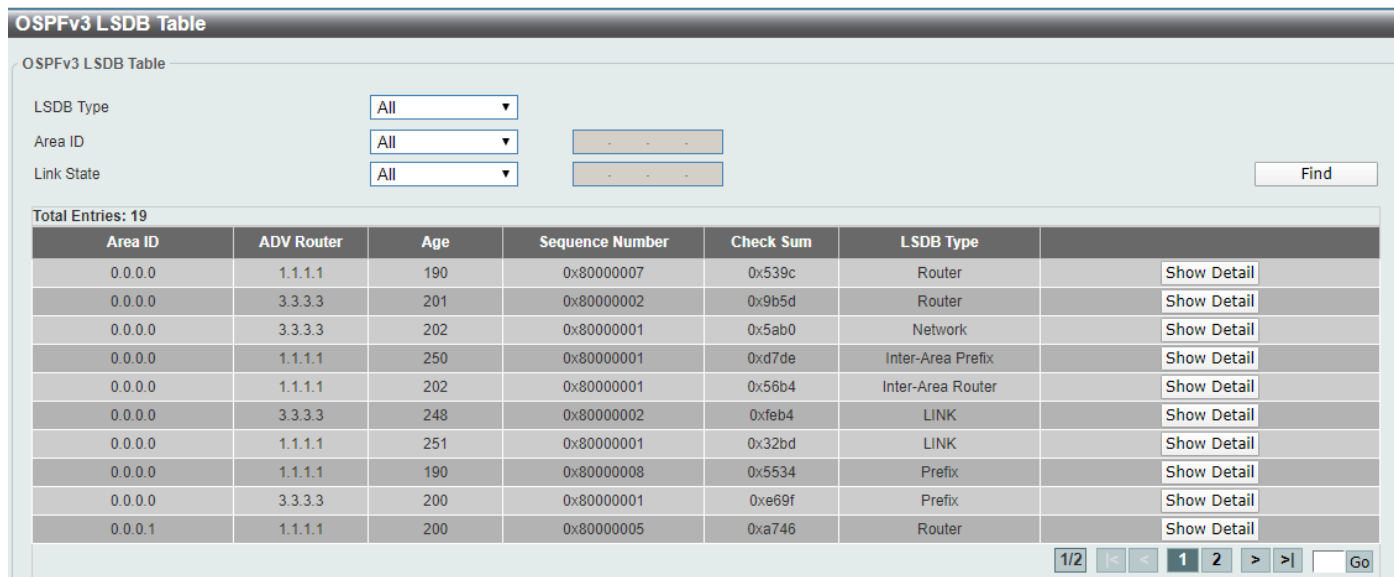 OSPFv3 LSDB Table
OSPFv3 LSDB Table
LSDB Type All
Area ID All . . .
Link State All . . . Find
Total Entries: 19
Area ID ADV Router Age Sequence Number Check Sum LSDB Type
0.0.0.0 1.1.1.1 190 0x80000007 0x539c Router Show Detail
0.0.0.0 3.3.3.3 201 0x80000002 0x9b5d Router Show Detail
0.0.0.0 3.3.3.3 202 0x80000001 0x5ab0 Network Show Detail
0.0.0.0 1.1.1.1 250 0x80000001 0xd7de Inter-Area Prefix Show Detail
0.0.0.0 1.1.1.1 202 0x80000001 0x56b4 Inter-Area Router Show Detail
0.0.0.0 3.3.3.3 248 0x80000002 0xfeb4 LINK Show Detail
0.0.0.0 1.1.1.1 251 0x80000001 0x32bd LINK Show Detail
0.0.0.0 1.1.1.1 190 0x80000008 0x5534 Prefix Show Detail
0.0.0.0 3.3.3.3 200 0x80000001 0xe69f Prefix Show Detail
0.0.0.1 1.1.1.1 200 0x80000005 0xa746 Router Show Detail
1/2 |< < 1 2 > >| Go